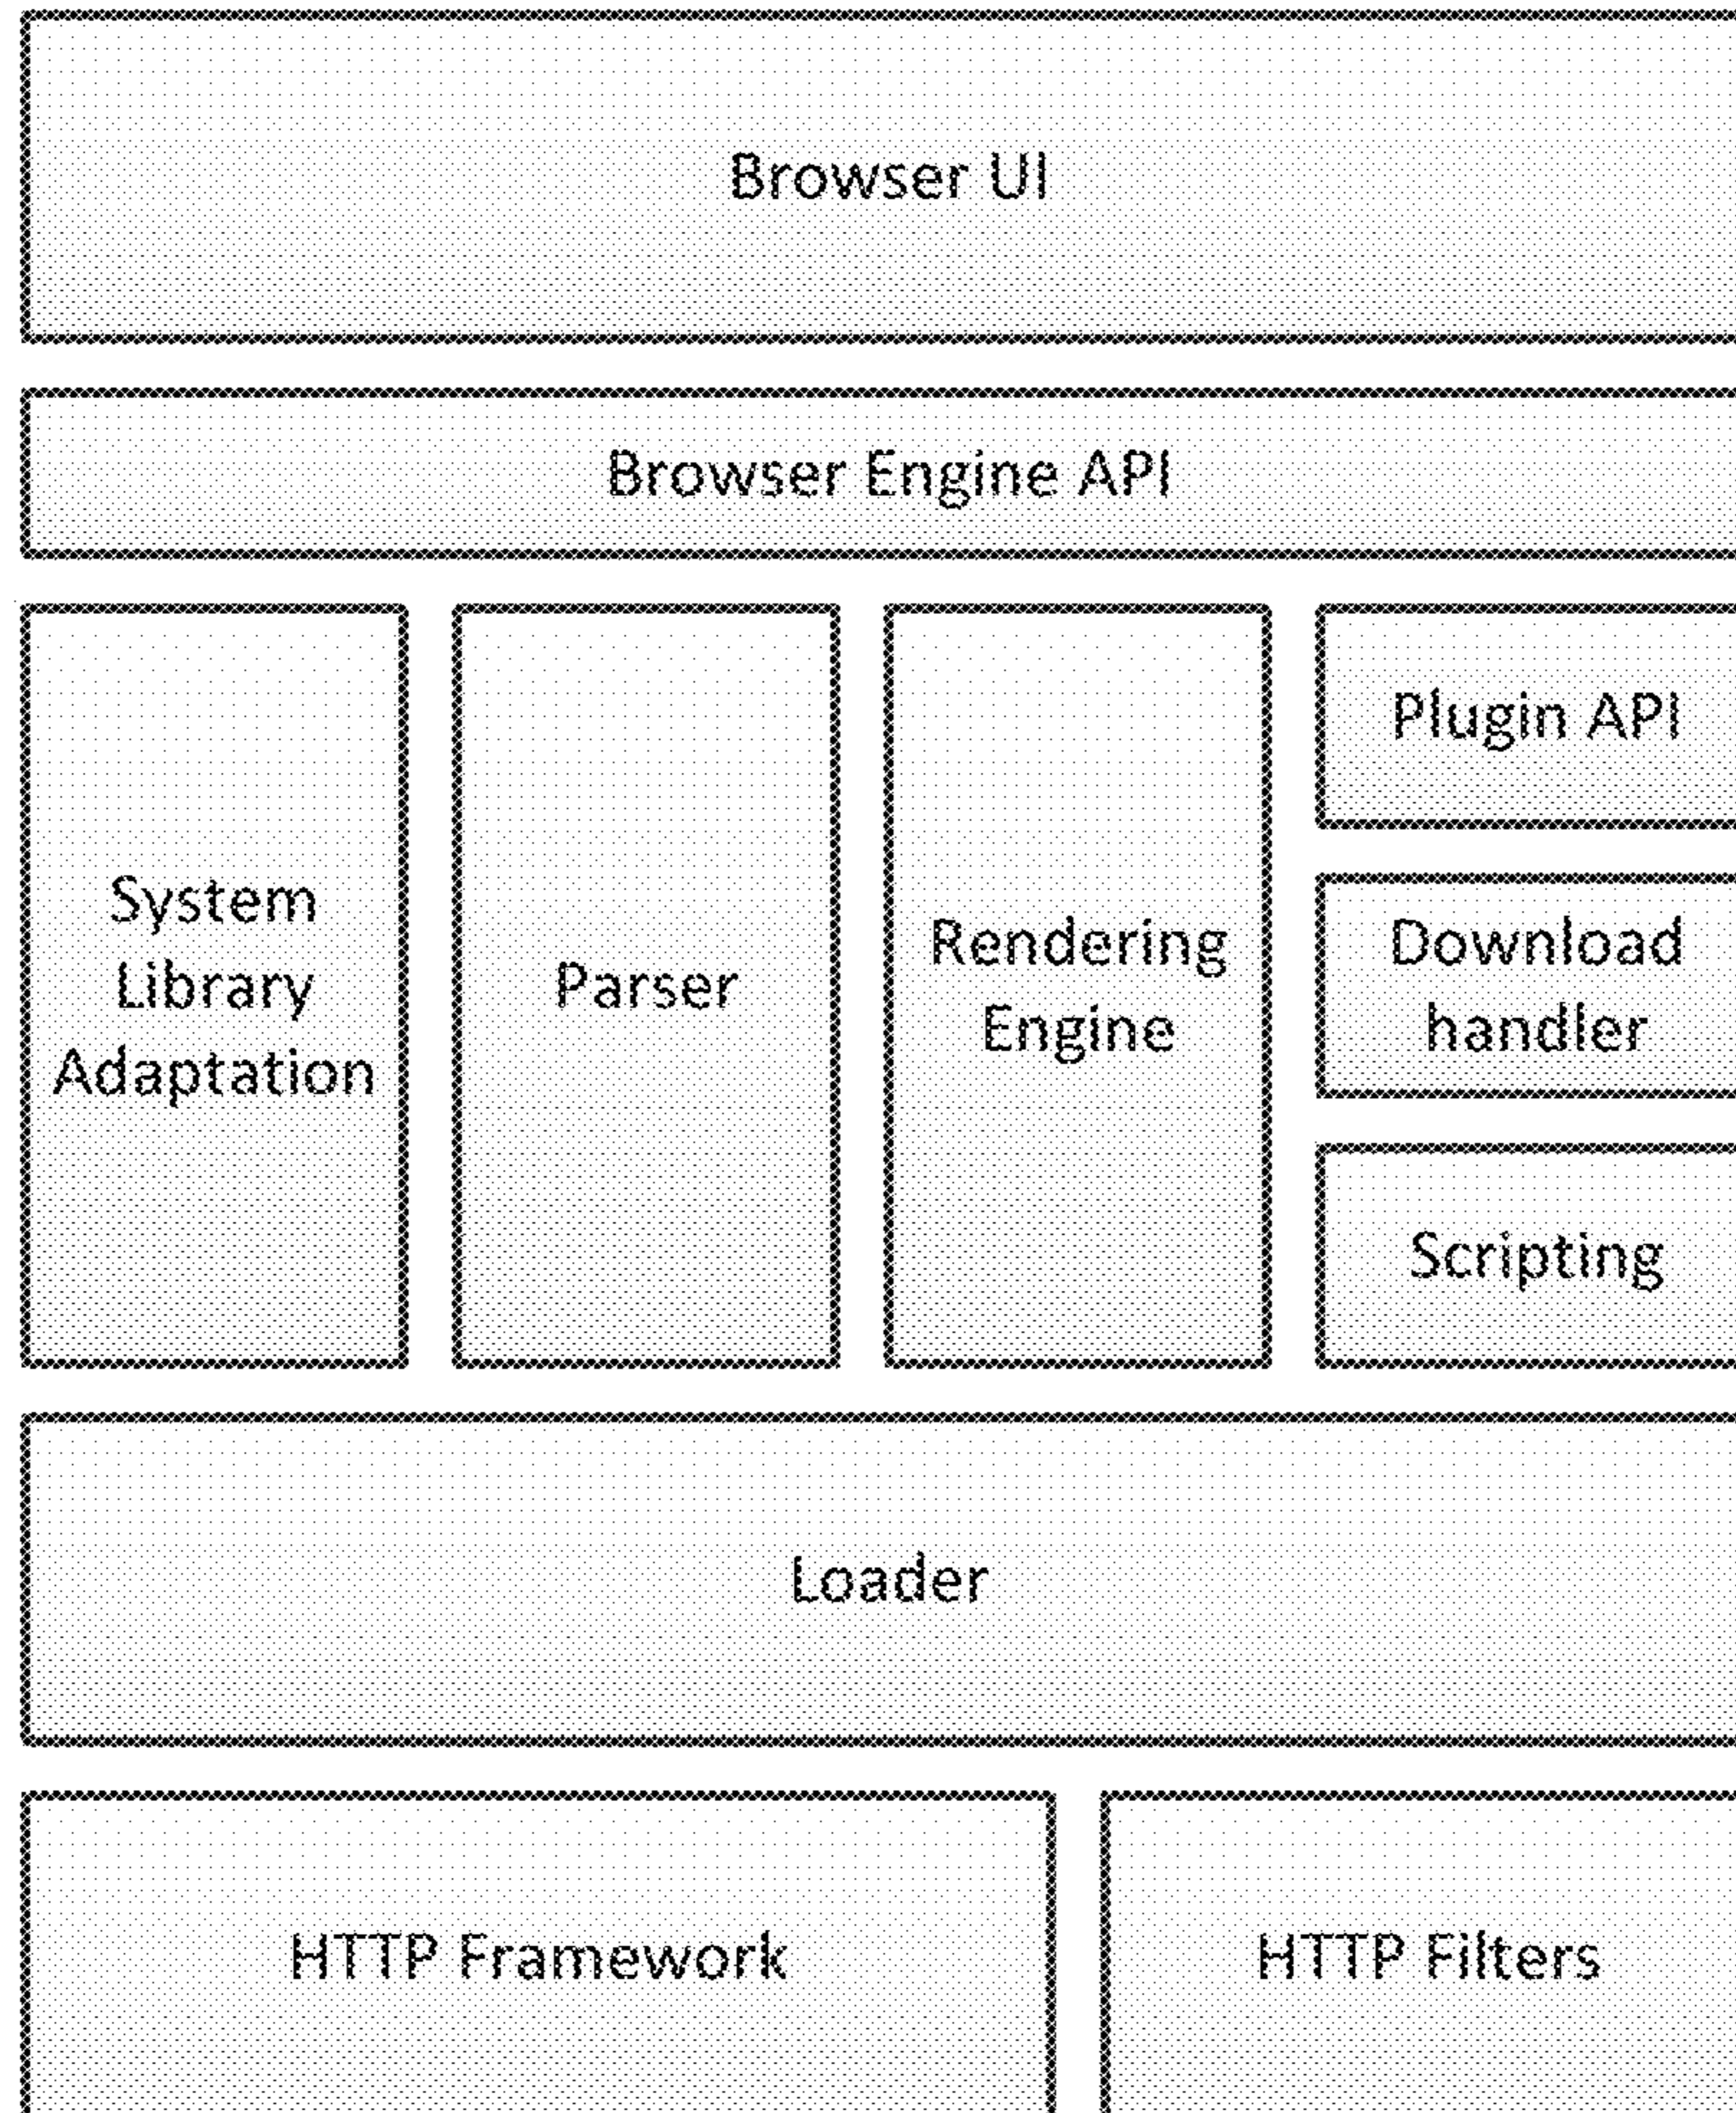 Browser UI
Browser Engine API
System
Library
Adaptation
Parser
Rendering
Engine
Plugin API
Download
handler
Scripting
Loader
HTTP Framework
HTTP Filters